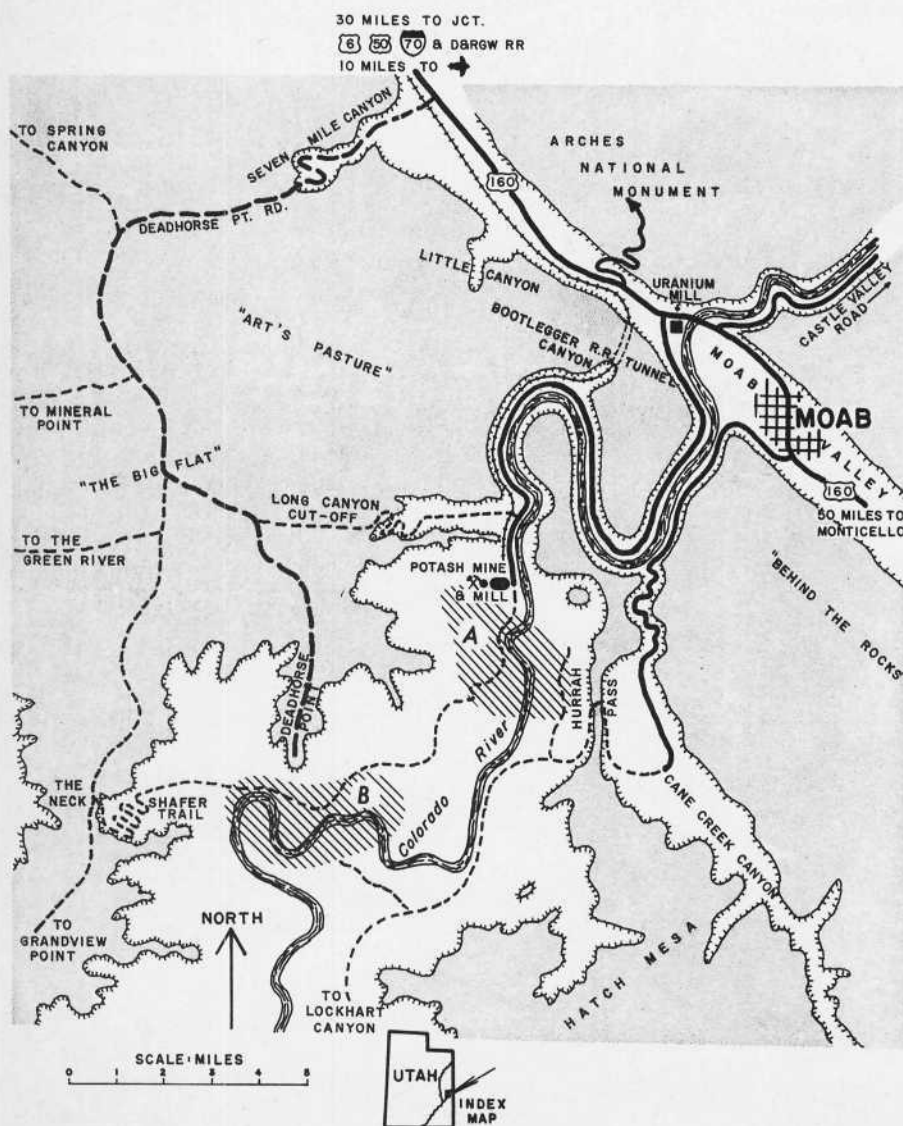 30 MILES TO JCT.
6 50 70 & D&RGW RR
10 MILES TO
TO SPRING
CANYON
SEVEN MILE CANYON
DEADHORSE PT. RD.
160
ARCHES
NATIONAL
MONUMENT
LITTLE CANYON
URANIUM
MILL
CASTLE VALLEY
ROAD
BOOTLEGGER R.R. TUNNEL
CANYON
"ART'S PASTURE"
MOAB
VALLEY
MOAB
TO MINERAL
POINT
"THE BIG FLAT"
LONG CANYON
CUT-OFF
160
50 MILES TO
MONTICELLO
TO THE
GREEN RIVER
POTASH MINE
& MILL
"BEHIND THE ROCKS"
A
DEADHORSE
POINT
HURRAH
PASS
Colorado River
THE
NECK
SHAFER
TRAIL
B
CANE CREEK CANYON
TO
GRANDVIEW
POINT
NORTH
HATCH MESA
TO
LOCKHART
CANYON
SCALE: MILES
0 1 2 3 4 5
UTAH
INDEX
MAP